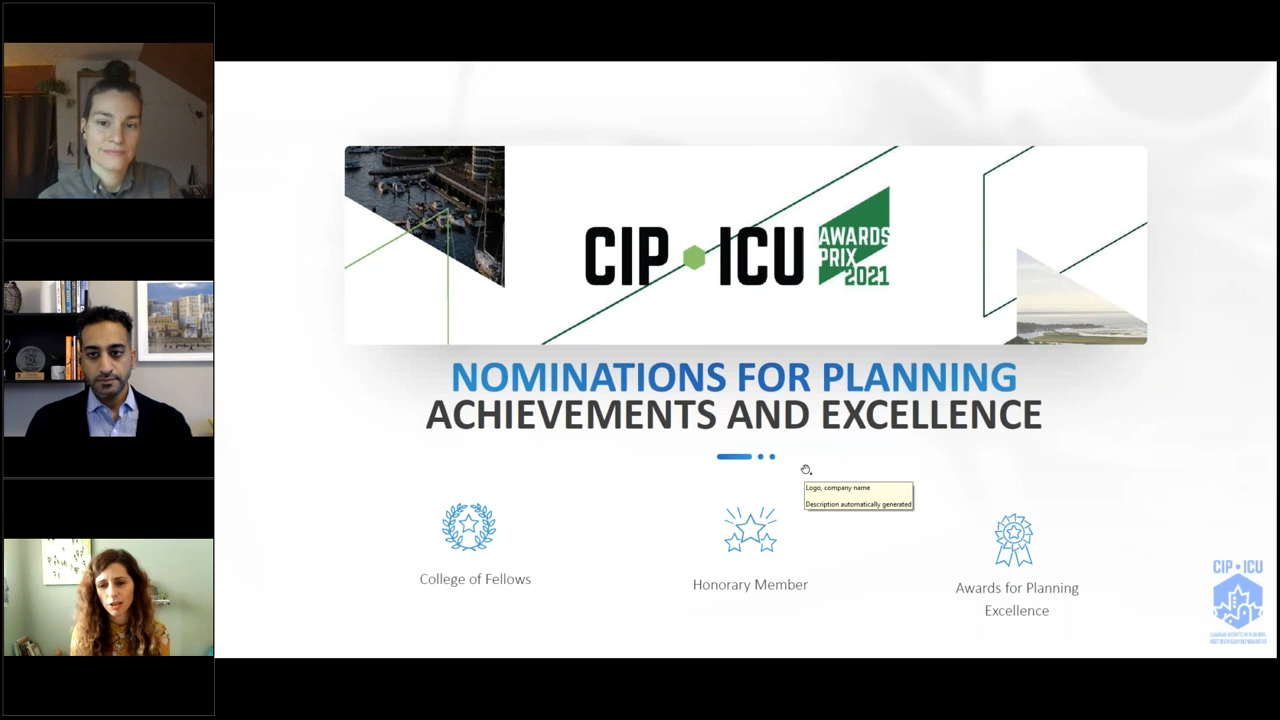 CIP ICU
AWARDS
PRIX
2021
NOMINATIONS FOR PLANNING
ACHIEVEMENTS AND EXCELLENCE
Logo, company name
Description automatically generated
College of Fellows
Honorary Member
Awards for Planning
Excellence
CIP • ICU